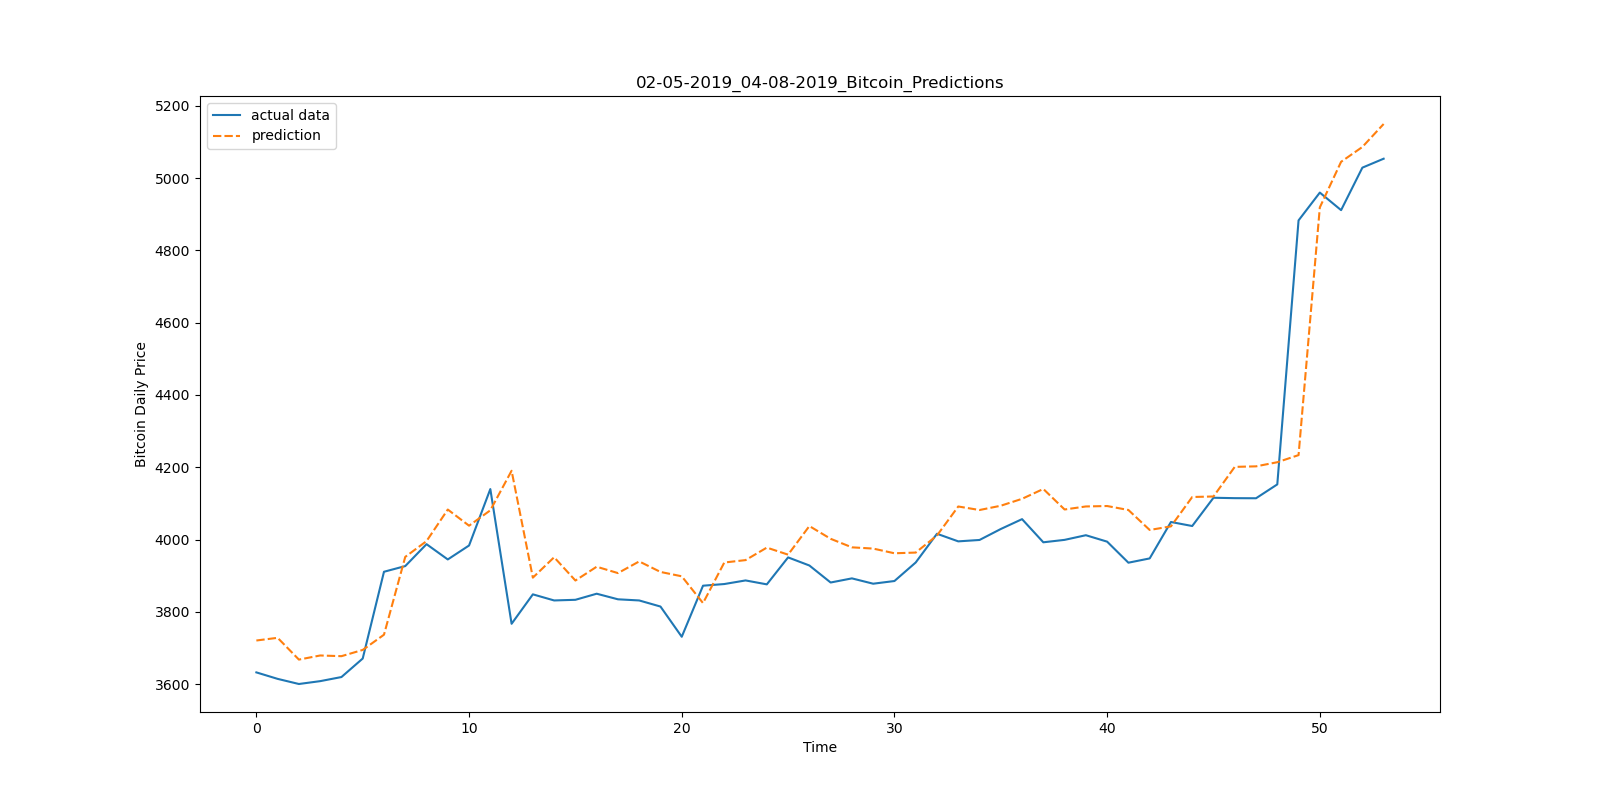 02-05-2019_04-08-2019_Bitcoin_Predictions
actual data
prediction
Bitcoin Daily Price
5200
5000
4800
4600
4400
4200
4000
3800
3600
0 10 20 30 40 50
Time